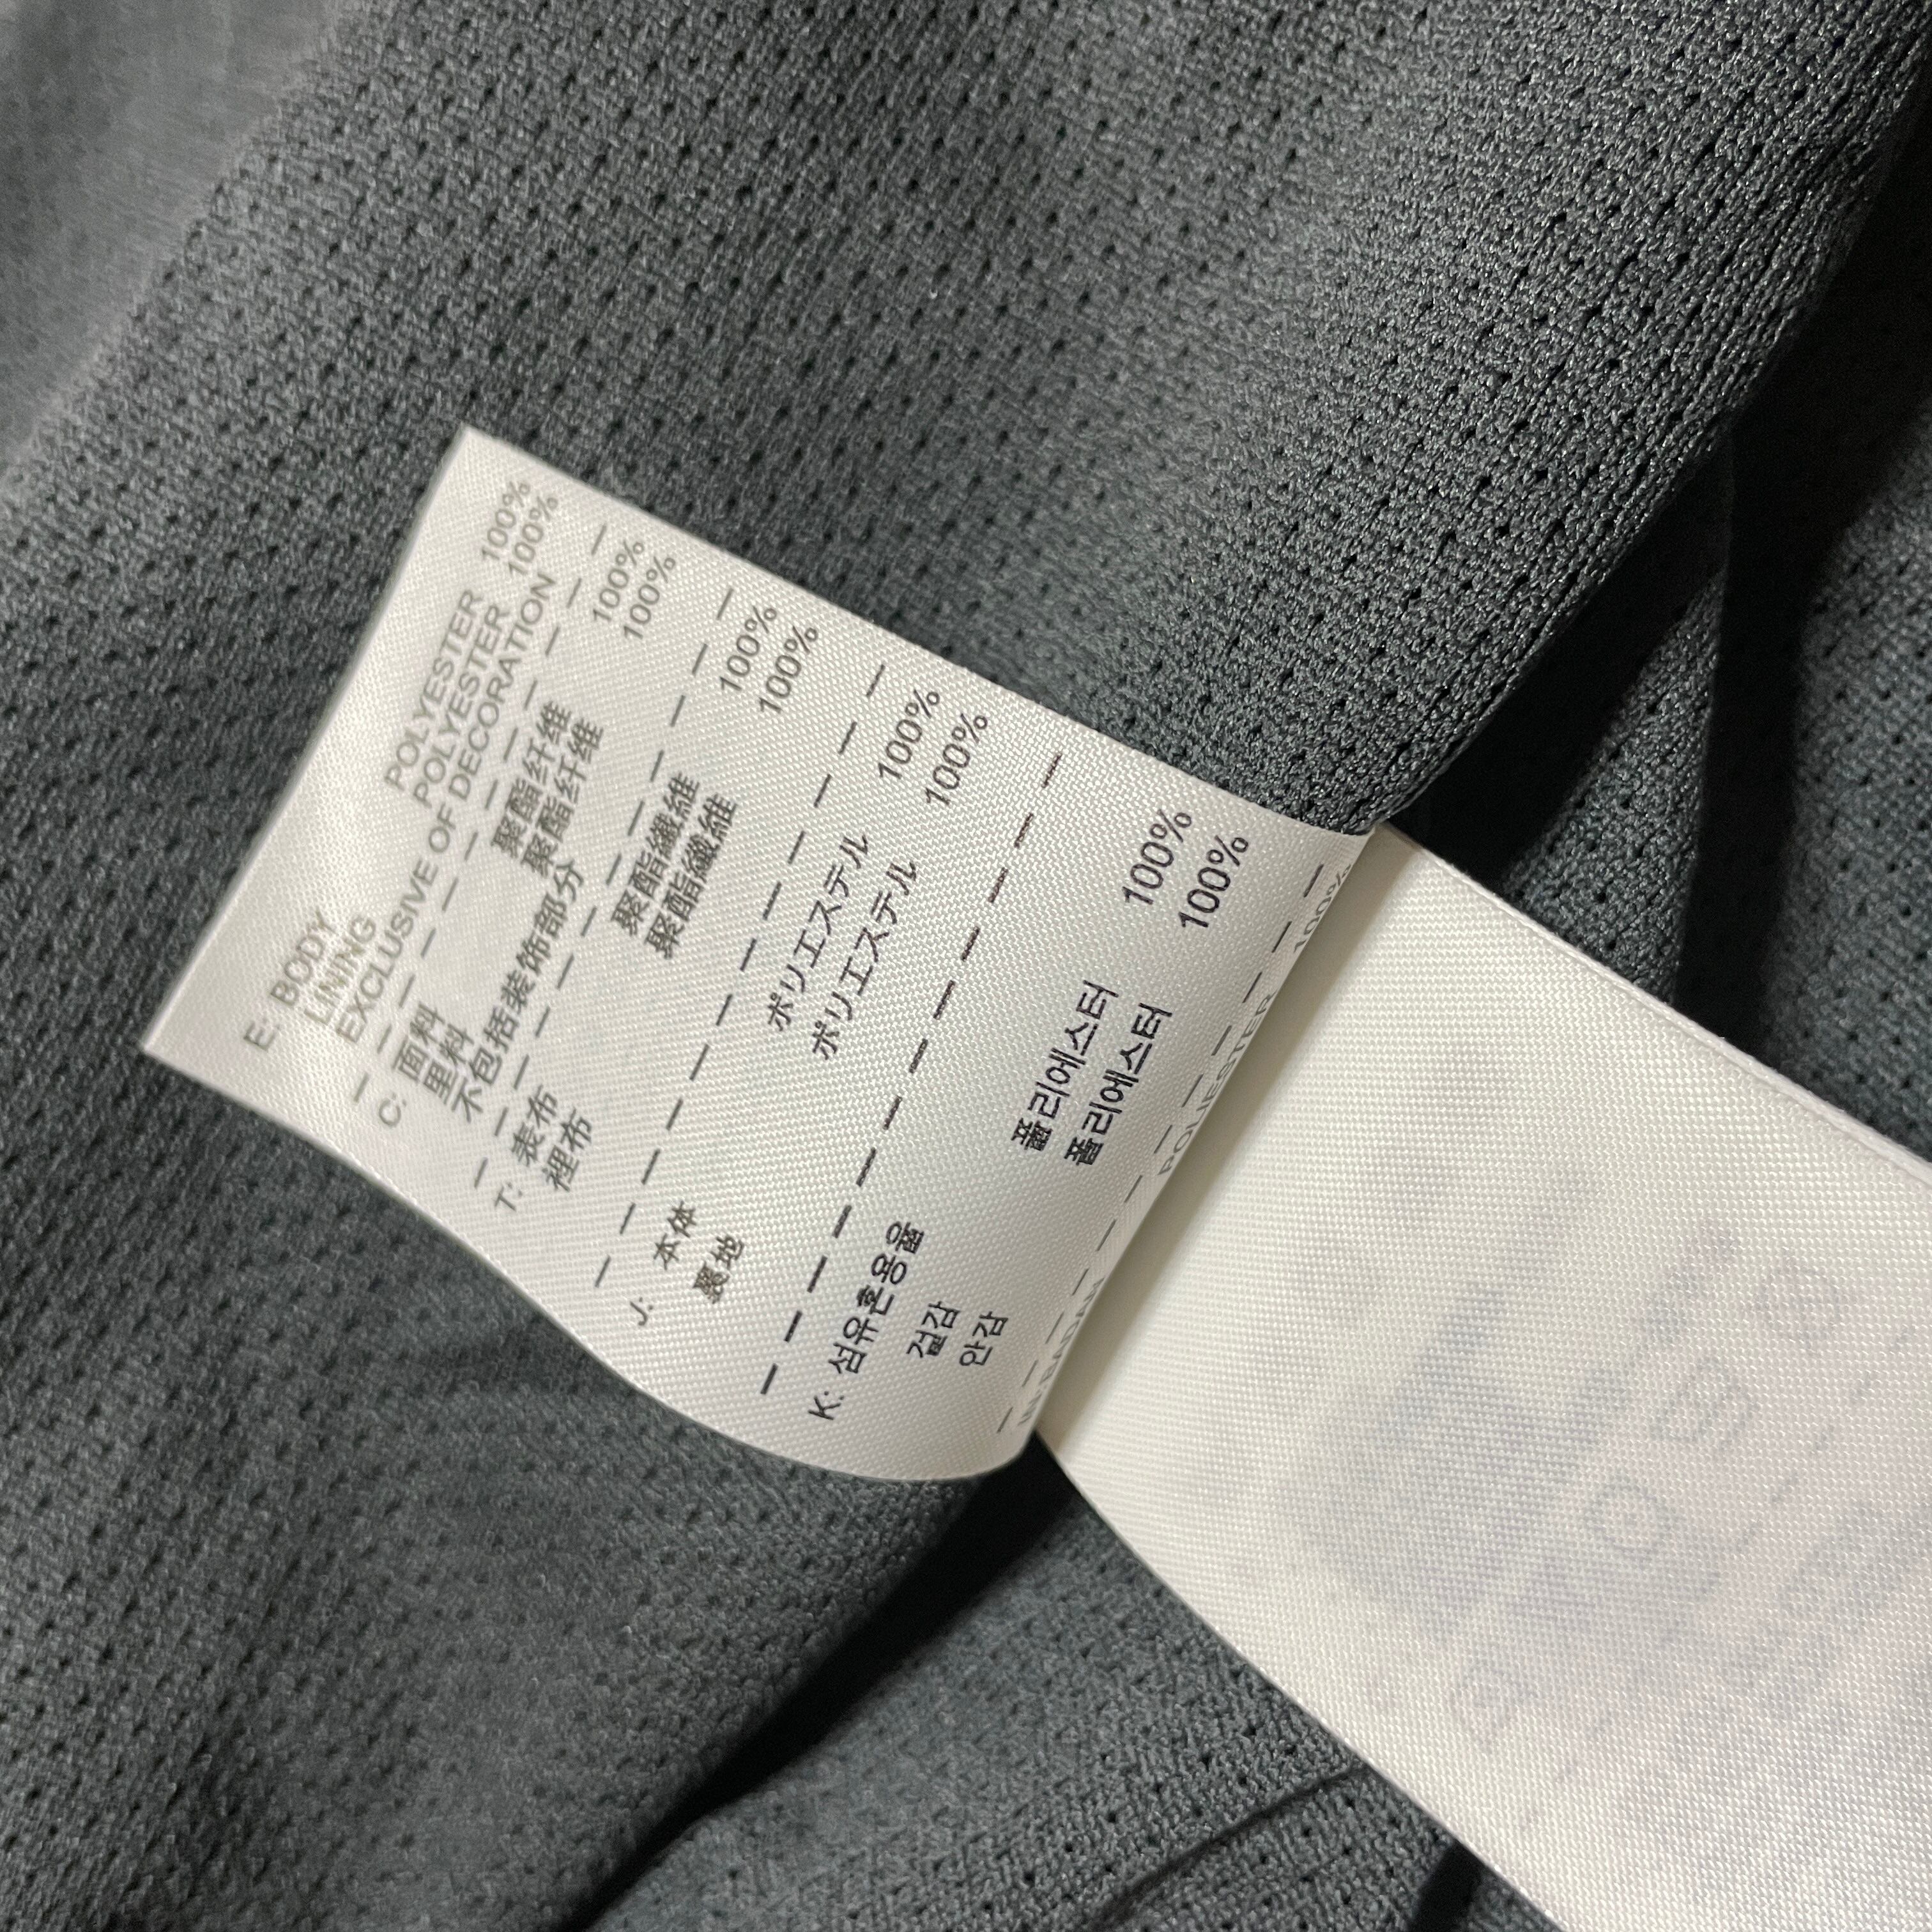 E: BODY POLYESTER 100%
LINING POLYESTER 100%
EXCLUSIVE OF DECORATION
C: 面料 聚酯纤维 100%
里料 聚酯纤维 100%
不包括装饰部分
T: 表布 聚酯纖維 100%
裡布 聚酯纖維 100%
J: 本体 ポリエステル 100%
裏地 ポリエステル 100%
K: 섬유혼용율
겉감 폴리에스터 100%
안감 폴리에스터 100%
POLIESTER 100%